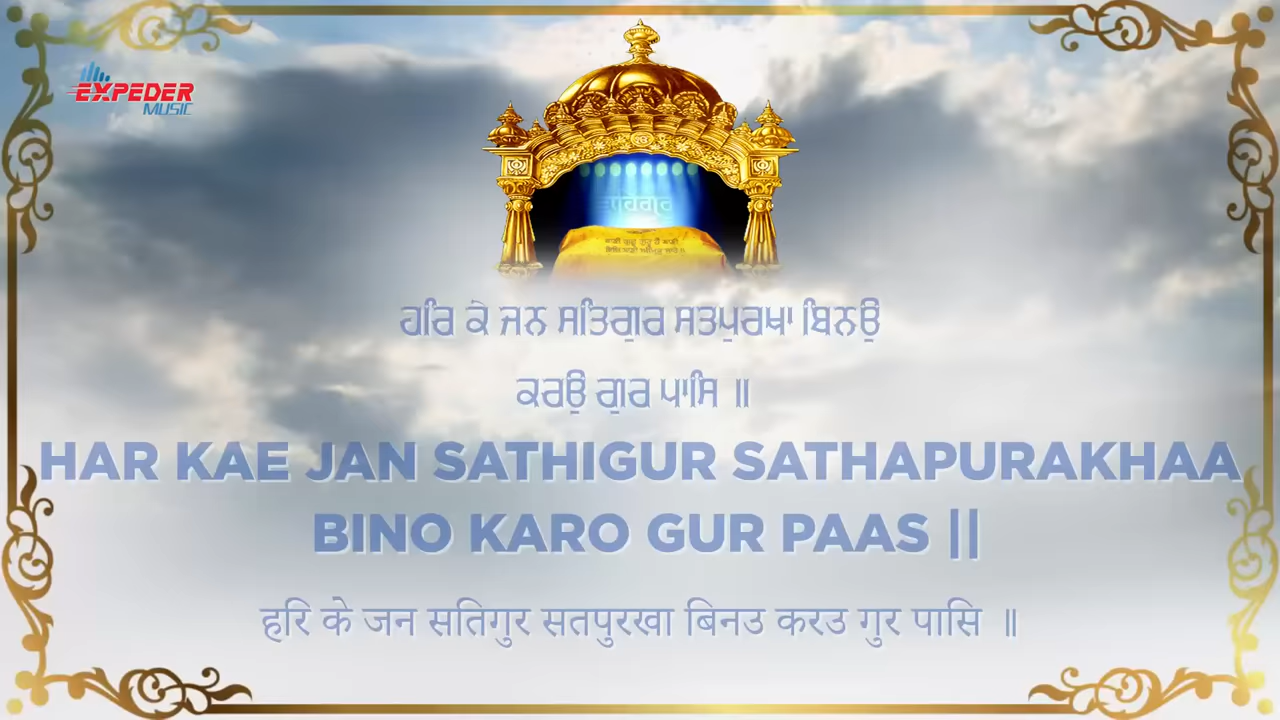 EXPEDER
MUSIC
ਹਰਿ ਕੇ ਜਨ ਸਤਿਗੁਰ ਸਤਪੁਰਖਾ ਬਿਨਉ
ਕਰਉ ਗੁਰ ਪਾਸਿ ॥
HAR KAE JAN SATHIGUR SATHAPURAKHAA
BINO KARO GUR PAAS ||
हरि के जन सतिगुर सतपुरखा बिनउ करउ गुर पासि ॥